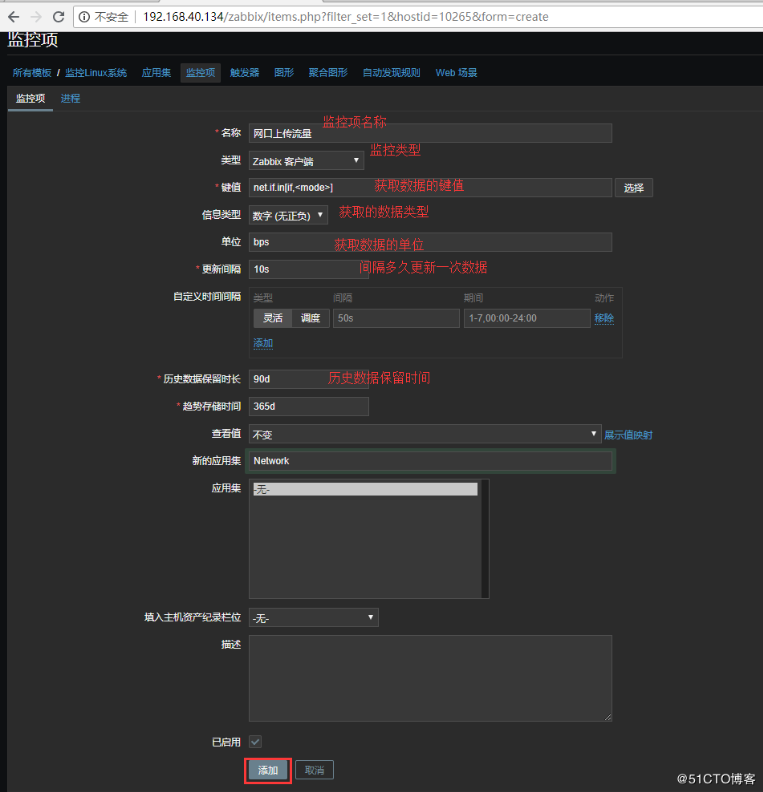 不安全 192.168.40.134/zabbix/items.php?filter_set=1&hostid=10265&form=create
监控项
所有模板 / 监控Linux系统 应用集 监控项 触发器 图形 聚合图形 自动发现规则 Web 场景
监控项 进程
监控项名称
* 名称 网口上传流量
监控类型
类型 Zabbix 客户端
* 键值 net.if.in[if,<mode>] 获取数据的键值 选择
信息类型 数字 (无正负) 获取的数据类型
单位 bps 获取数据的单位
* 更新间隔 10s 间隔多久更新一次数据
自定义时间间隔 类型 间隔 期间 动作
灵活 调度 50s 1-7,00:00-24:00 移除
添加
* 历史数据保留时长 90d 历史数据保留时间
* 趋势存储时间 365d
查看值 不变 展示值映射
新的应用集 Network
应用集 -无-
填入主机资产纪录栏位 -无-
描述
已启用
添加 取消
@51CTO博客